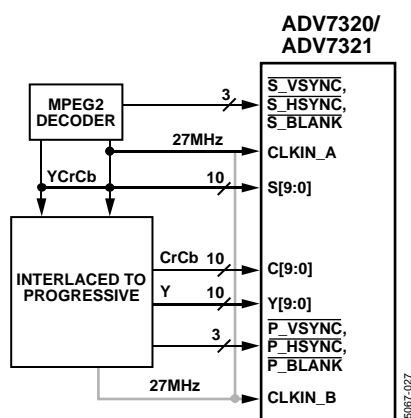 ADV7320/
ADV7321
MPEG2
DECODER
3
S_VSYNC,
S_HSYNC,
S_BLANK
27MHz
CLKIN_A
YCrCb
10
S[9:0]
INTERLACED TO
PROGRESSIVE
CrCb 10
C[9:0]
Y 10
Y[9:0]
3
P_VSYNC,
P_HSYNC,
P_BLANK
27MHz
CLKIN_B
5067-027